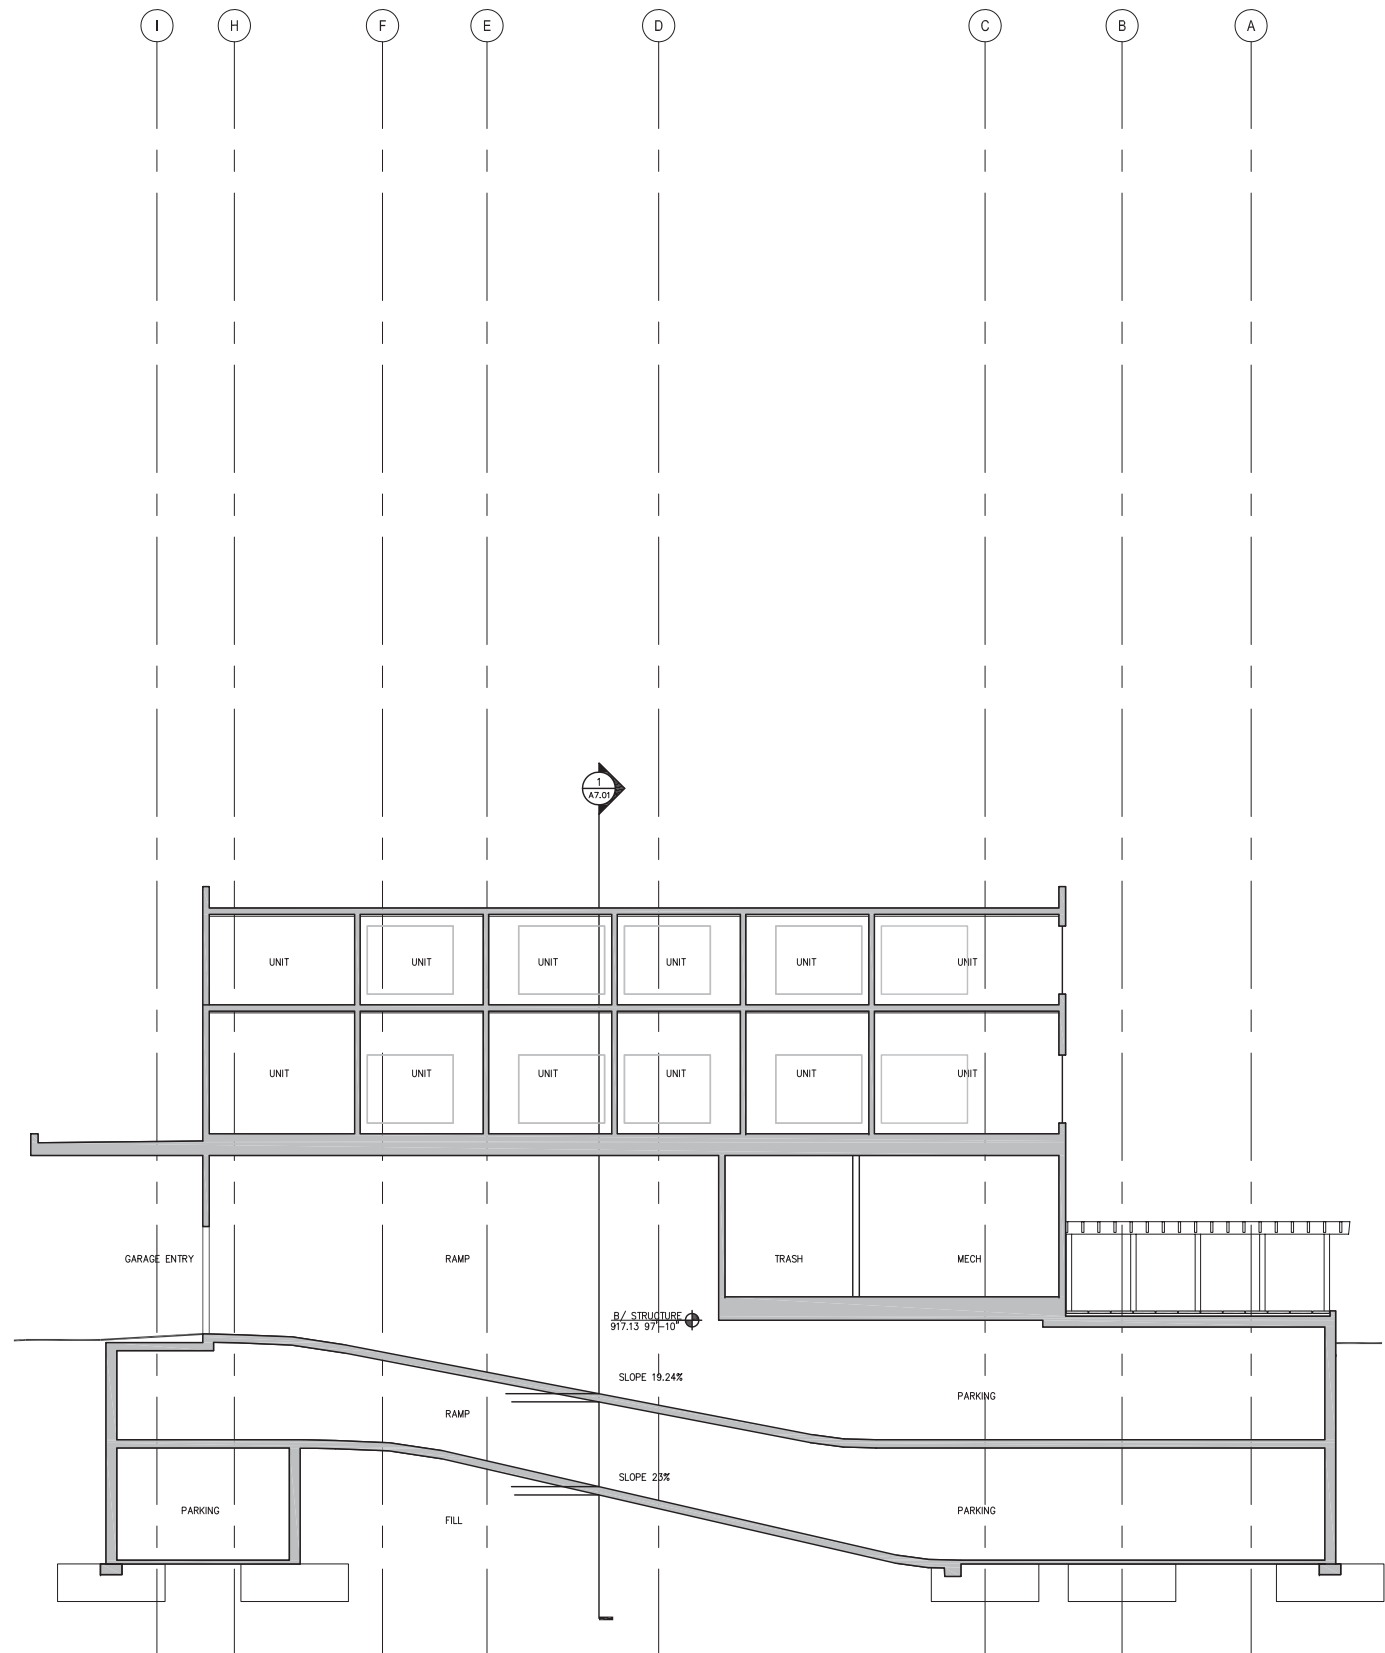 I H F E D C B A
1
A7.01
UNIT UNIT UNIT UNIT UNIT UNIT
UNIT UNIT UNIT UNIT UNIT UNIT
GARAGE ENTRY RAMP TRASH MECH
B/ STRUCTURE
917.13 97'-10"
SLOPE 19.24%
PARKING
RAMP
SLOPE 23%
PARKING PARKING
FILL